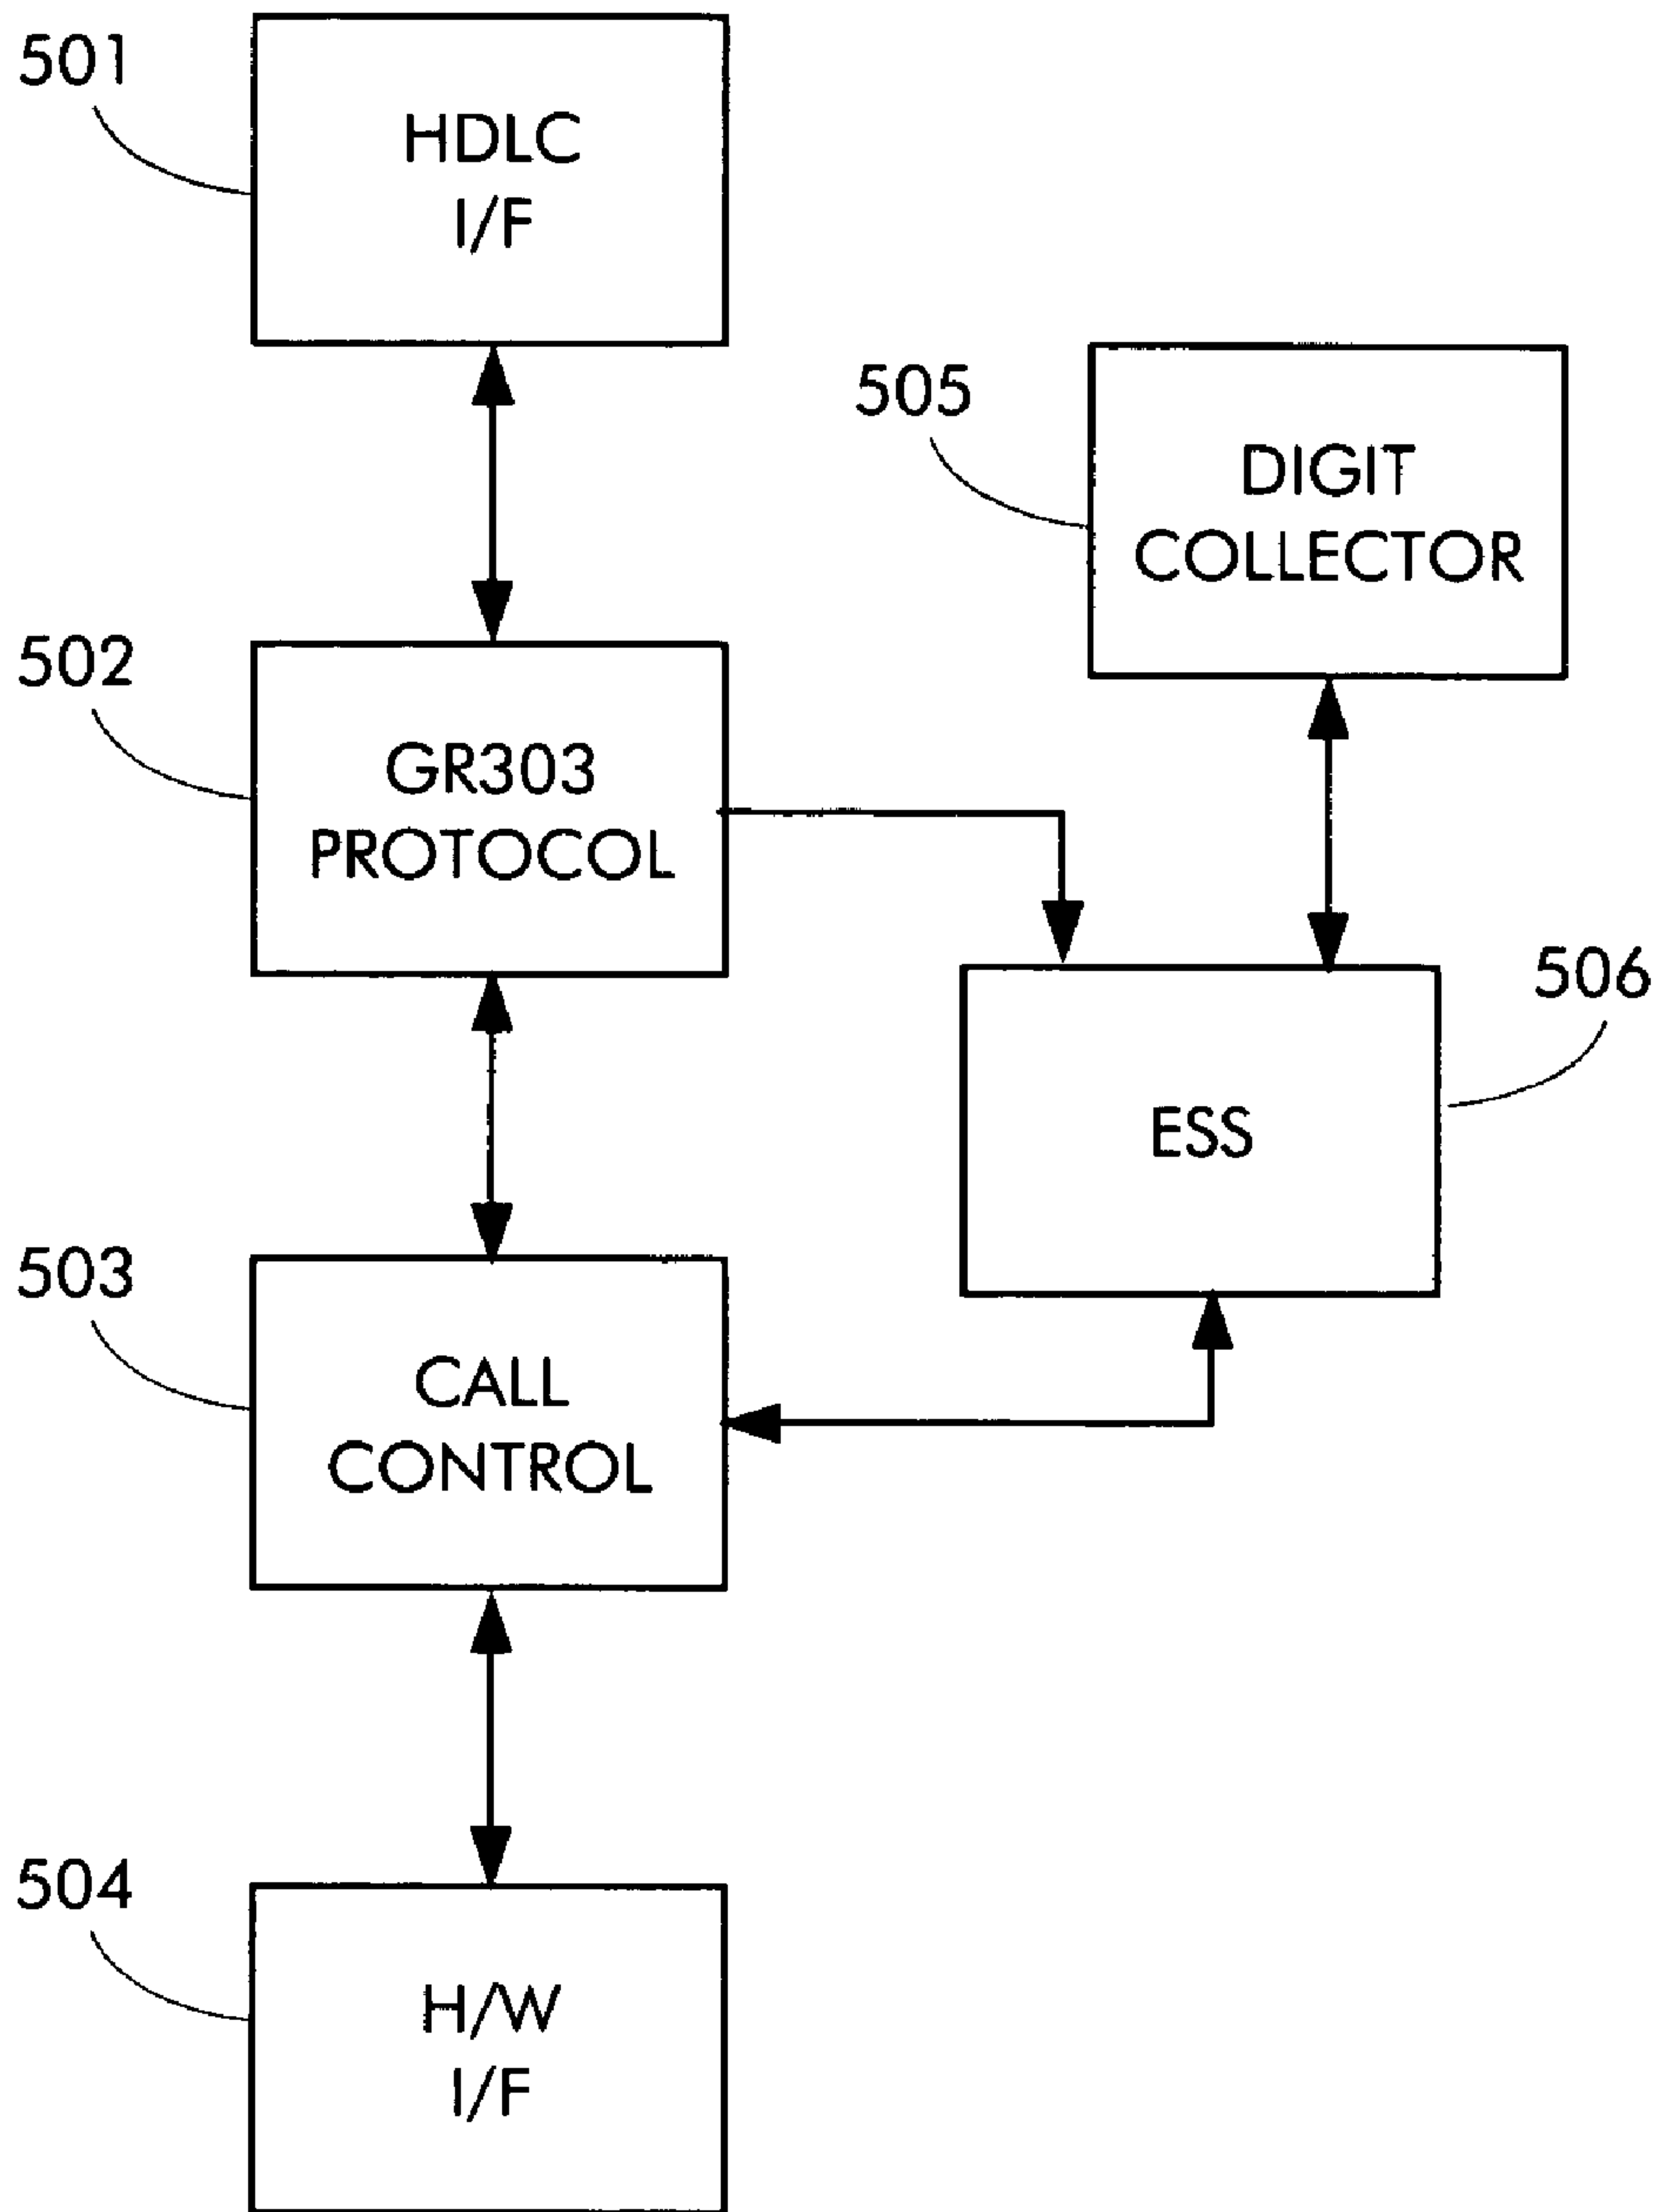 501
HDLC
I/F
505
DIGIT
COLLECTOR
502
GR303
PROTOCOL
506
ESS
503
CALL
CONTROL
504
H/W
I/F